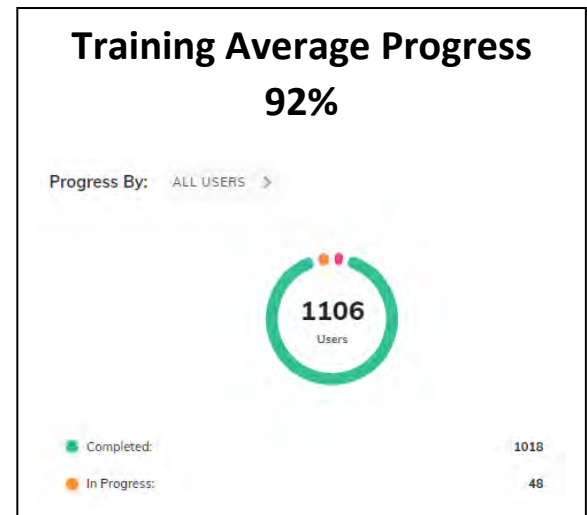 Training Average Progress
92%
Progress By: ALL USERS >
1106
Users
Completed: 1018
In Progress: 48